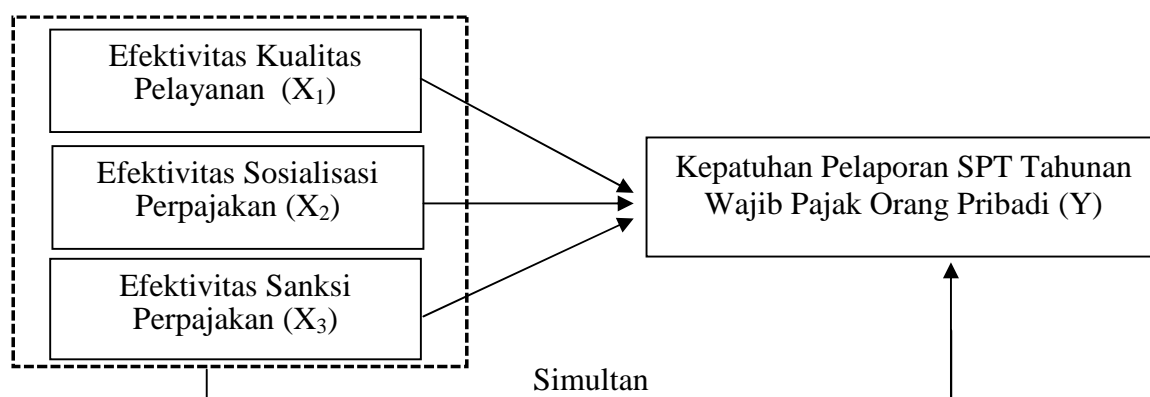 Efektivitas Kualitas
Pelayanan (X₁)
Efektivitas Sosialisasi
Perpajakan (X₂)
Efektivitas Sanksi
Perpajakan (X₃)
Kepatuhan Pelaporan SPT Tahunan
Wajib Pajak Orang Pribadi (Y)
Simultan